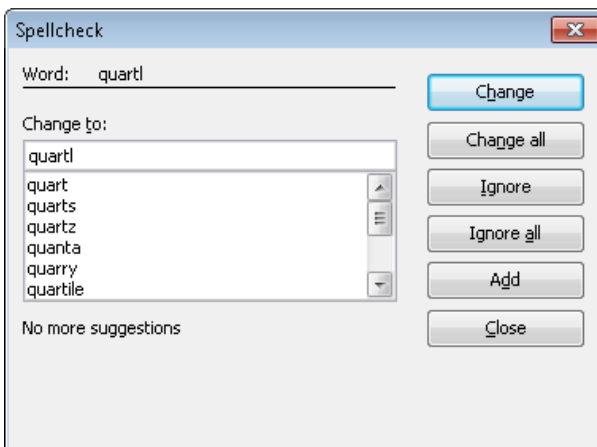 Spellcheck
Word: quartl
Change to:
quartl
quart
quarts
quartz
quanta
quarry
quartile
No more suggestions
Change
Change all
Ignore
Ignore all
Add
Close